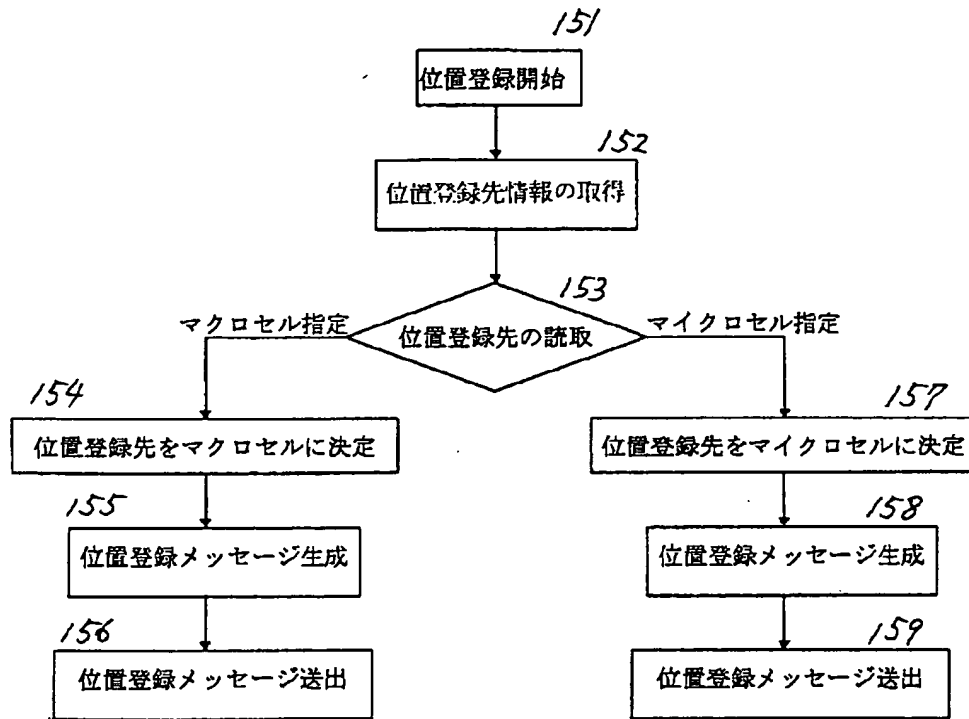 151
位置登録開始
152
位置登録先情報の取得
153
マクロセル指定
位置登録先の読取
マイクロセル指定
154
位置登録先をマクロセルに決定
157
位置登録先をマイクロセルに決定
155
位置登録メッセージ生成
158
位置登録メッセージ生成
156
位置登録メッセージ送出
159
位置登録メッセージ送出